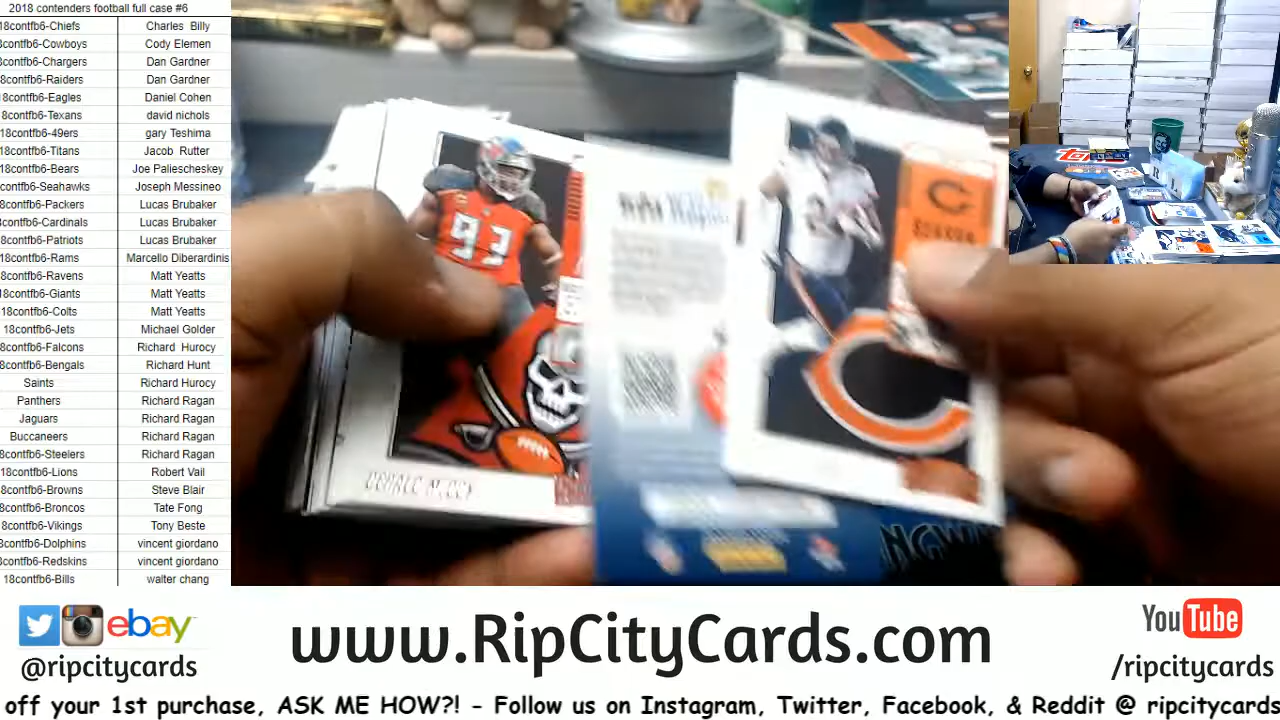 2018 contenders football full case #6
18contfb6-Chiefs Charles Billy
8contfb6-Cowboys Cody Elemen
8contfb6-Chargers Dan Gardner
8contfb6-Raiders Dan Gardner
8contfb6-Eagles Daniel Cohen
8contfb6-Texans david nichols
18contfb6-49ers gary Teshima
18contfb6-Titans Jacob Rutter
18contfb6-Bears Joe Paliescheskey
contfb6-Seahawks Joseph Messineo
8contfb6-Packers Lucas Brubaker
8contfb6-Cardinals Lucas Brubaker
8contfb6-Patriots Lucas Brubaker
18contfb6-Rams Marcello Diberardinis
8contfb6-Ravens Matt Yeatts
18contfb6-Giants Matt Yeatts
18contfb6-Colts Matt Yeatts
18contfb6-Jets Michael Golder
8contfb6-Falcons Richard Hurocy
8contfb6-Bengals Richard Hunt
Saints Richard Hurocy
Panthers Richard Ragan
Jaguars Richard Ragan
Buccaneers Richard Ragan
8contfb6-Steelers Richard Ragan
18contfb6-Lions Robert Vail
8contfb6-Browns Steve Blair
8contfb6-Broncos Tate Fong
8contfb6-Vikings Tony Beste
8contfb6-Dolphins vincent giordano
8contfb6-Redskins vincent giordano
18contfb6-Bills walter chang
93
GERALD McCOY
C
SEASON
C
ebay
@ripcitycards
www.RipCityCards.com
YouTube
/ripcitycards
off your 1st purchase, ASK ME HOW?! - Follow us on Instagram, Twitter, Facebook, & Reddit @ ripcitycards